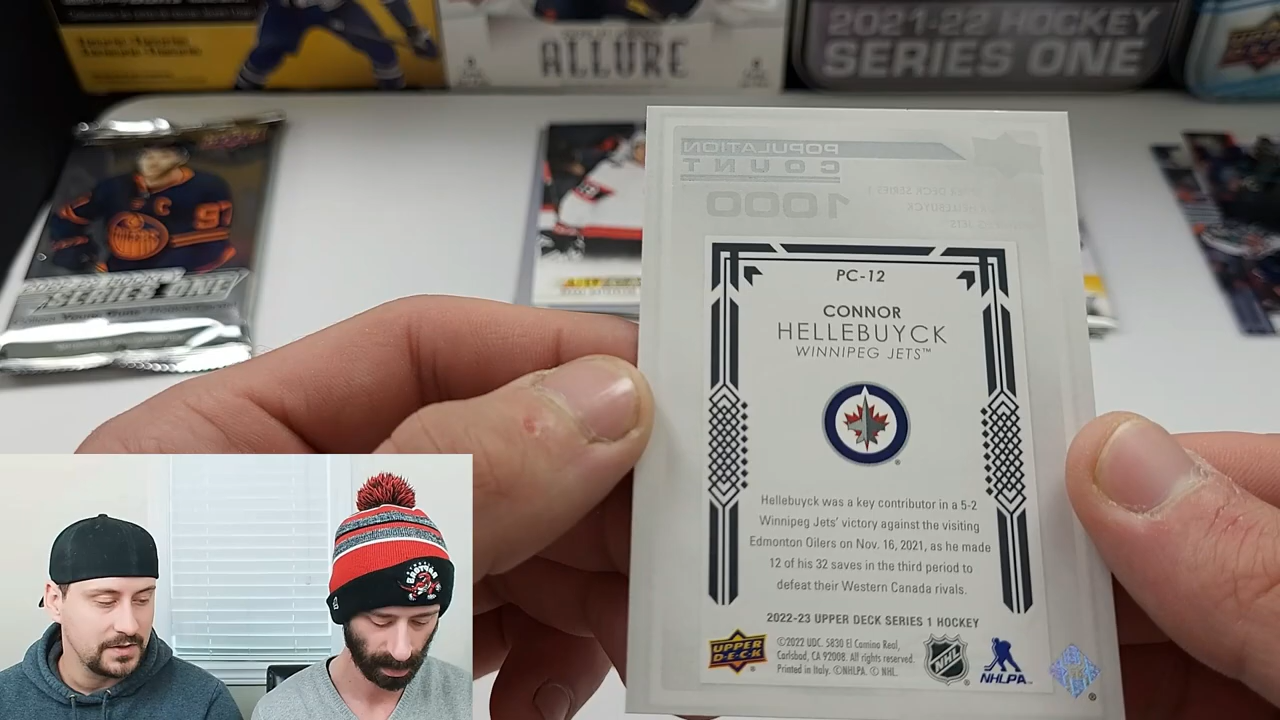 ALLURE
2021-22 HOCKEY
SERIES ONE
C 97
SERIES ONE
POPULATION
COUNT
1000
PC-12
CONNOR
HELLEBUYCK
WINNIPEG JETS™
Hellebuyck was a key contributor in a 5-2
Winnipeg Jets' victory against the visiting
Edmonton Oilers on Nov. 16, 2021, as he made
12 of his 32 saves in the third period to
defeat their Western Canada rivals.
2022-23 UPPER DECK SERIES 1 HOCKEY
UPPER
DECK
©2022 UDC. 5830 El Camino Real,
Carlsbad, CA 92008. All rights reserved.
Printed in Italy. ©NHLPA. © NHL.
NHL
NHLPA